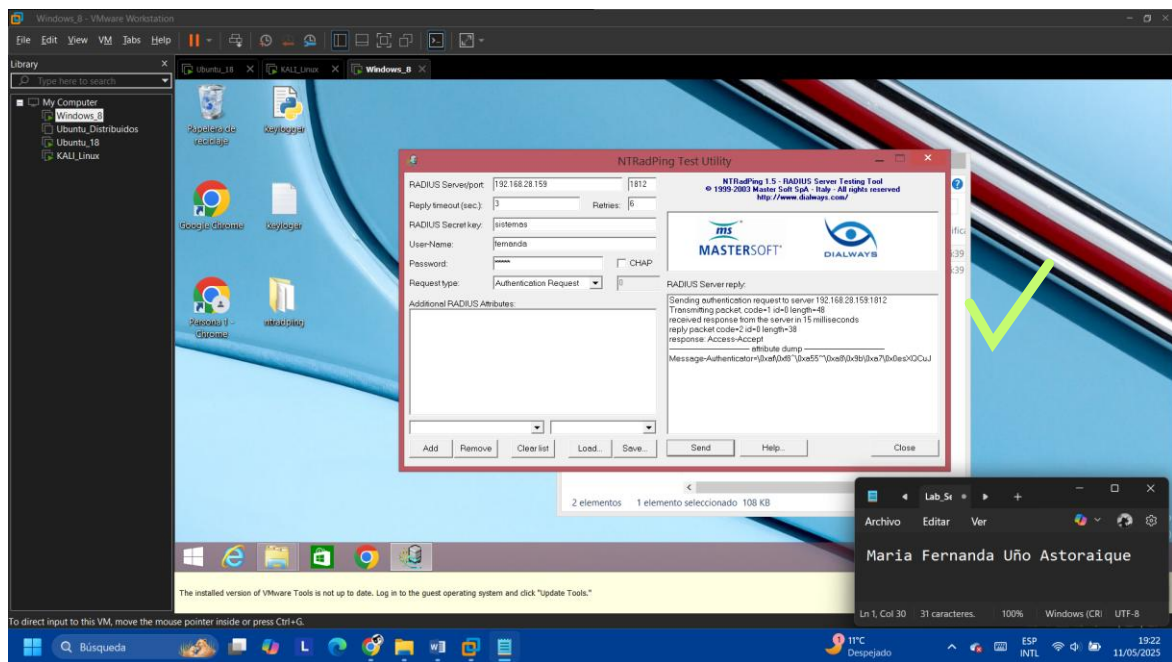 Windows_8 - VMware Workstation
File Edit View VM Tabs Help
Library
Type here to search
My Computer
Windows_8
Ubuntu_Distribuidos
Ubuntu_18
KALI_Linux
Ubuntu_18
KALI_Linux
Windows_8
Papelera de reciclaje
keylogger
Google Chrome
keyloger
Persona 1 - Chrome
ntradping
NTRadPing Test Utility
RADIUS Server/port: 192.168.28.159 1812
Reply timeout (sec.): 3 Retries: 6
RADIUS Secret key: sistemas
User-Name: fernanda
Password: CHAP
Request type: Authentication Request 0
Additional RADIUS Attributes:
NTRadPing 1.5 - RADIUS Server Testing Tool
© 1999-2003 Master Soft SpA - Italy - All rights reserved
http://www.dialways.com/
ms
MASTERSOFT
DIALWAYS
RADIUS Server reply:
Sending authentication request to server 192.168.28.159:1812
Transmitting packet, code=1 id=0 length=48
received response from the server in 15 milliseconds
reply packet code=2 id=0 length=38
response: Access-Accept
attribute dump
Add Remove Clear list Load... Save... Send Help... Close
:39
:39
2 elementos 1 elemento seleccionado 108 KB
The installed version of VMware Tools is not up to date. Log in to the guest operating system and click "Update Tools."
To direct input to this VM, move the mouse pointer inside or press Ctrl+G.
Archivo Editar Ver
Maria Fernanda Uño Astoraique
Ln 1, Col 30 31 caracteres. 100% Windows (CRI UTF-8
Búsqueda
1
11°C
Despejado
ESP
INTL
19:22
11/05/2025